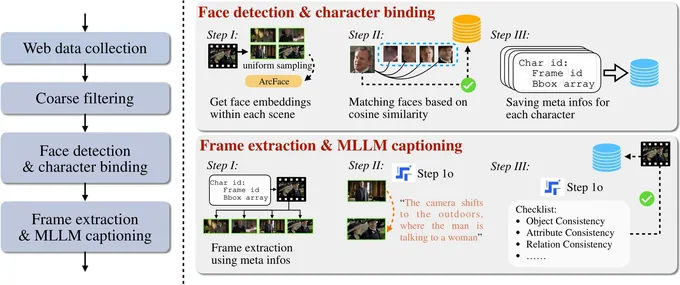 Web data collection
Coarse filtering
Face detection
& character binding
Frame extraction
& MLLM captioning
Face detection & character binding
Step I:
uniform sampling
ArcFace
Get face embeddings
within each scene
Step II:
Matching faces based on
cosine similarity
Step III:
Char id:
Frame id
Bbox array
Saving meta infos for
each character
Frame extraction & MLLM captioning
Step I:
Char id:
Frame id
Bbox array
Frame extraction
using meta infos
Step II:
Step 1o
“The camera shifts
to the outdoors,
where the man is
talking to a woman”
Step III:
Step 1o
Checklist:
• Object Consistency
• Attribute Consistency
• Relation Consistency
• ……